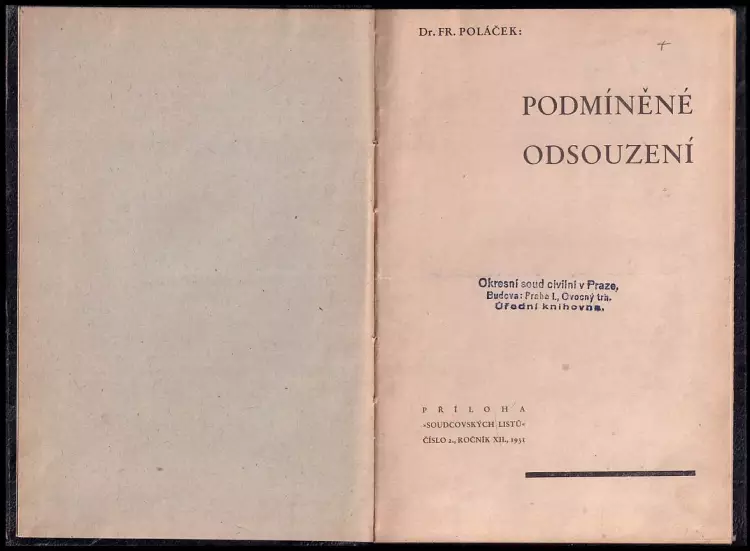 Dr. FR. POLÁČEK:
PODMÍNĚNÉ
ODSOUZENÍ
Okresní soud civilní v Praze,
Budova: Praha I., Ovocný trh.
Úřední knihovna.
PŘÍLOHA
»SOUDCOVSKÝCH LISTŮ«
ČÍSLO 2., ROČNÍK XII., 1931